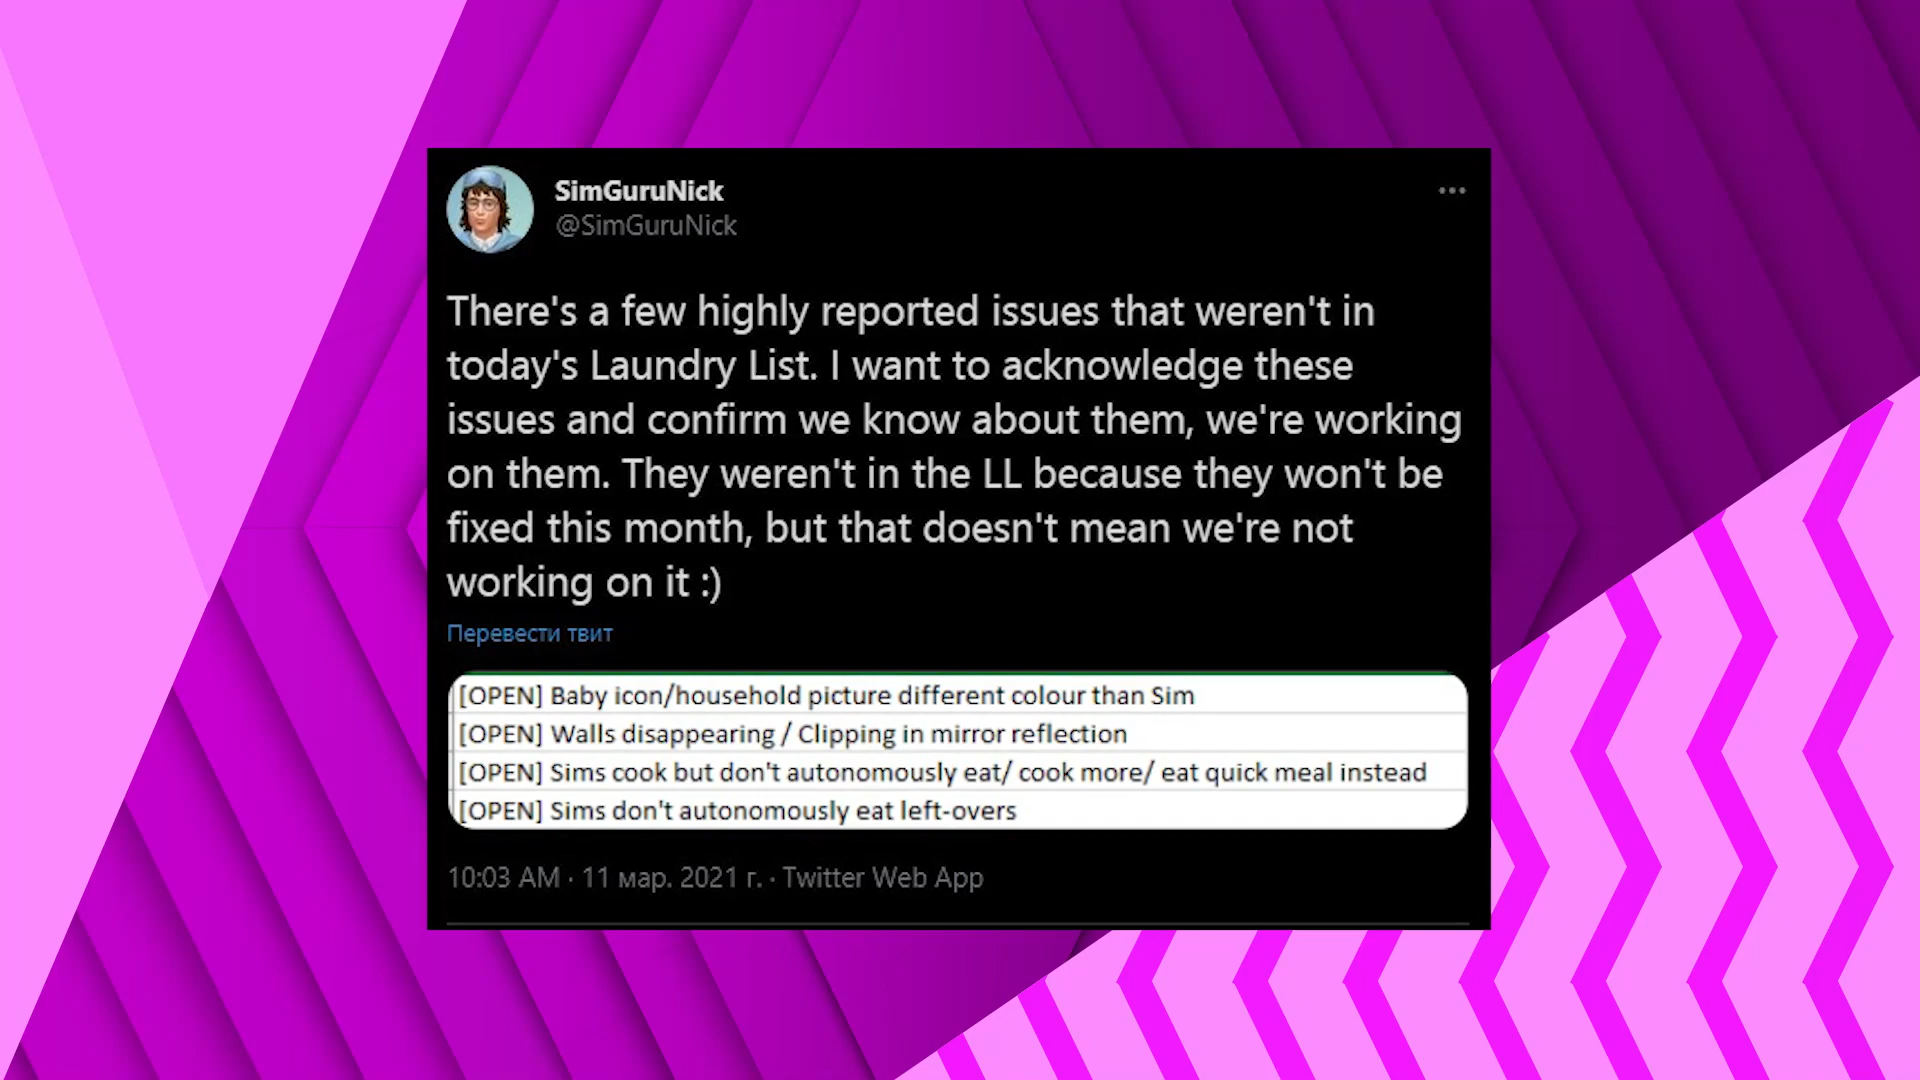 SimGuruNick
@SimGuruNick
There's a few highly reported issues that weren't in
today's Laundry List. I want to acknowledge these
issues and confirm we know about them, we're working
on them. They weren't in the LL because they won't be
fixed this month, but that doesn't mean we're not
working on it :)
Перевести твит
[OPEN] Baby icon/household picture different colour than Sim
[OPEN] Walls disappearing / Clipping in mirror reflection
[OPEN] Sims cook but don't autonomously eat/ cook more/ eat quick meal instead
[OPEN] Sims don't autonomously eat left-overs
10:03 AM · 11 мар. 2021 г. · Twitter Web App